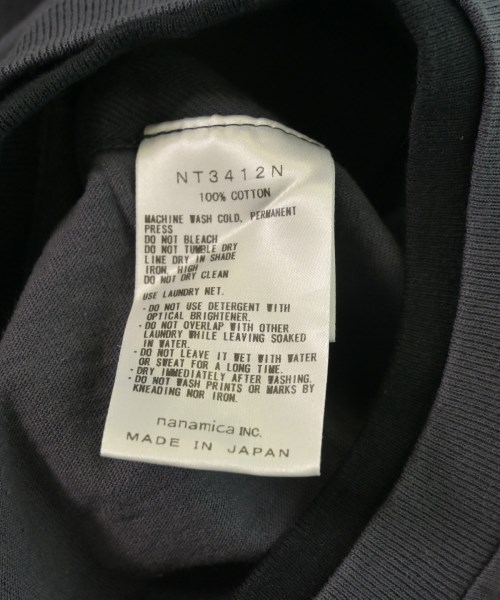 NT3412N
100% COTTON
MACHINE WASH COLD, PERMANENT
PRESS
DO NOT BLEACH
DO NOT TUMBLE DRY
LINE DRY IN SHADE
IRON, HIGH
DO NOT DRY CLEAN
USE LAUNDRY NET.
・DO NOT USE DETERGENT WITH
OPTICAL BRIGHTENER.
・DO NOT OVERLAP WITH OTHER
LAUNDRY WHILE LEAVING SOAKED
IN WATER.
・DO NOT LEAVE IT WET WITH WATER
OR SWEAT FOR A LONG TIME.
・DRY IMMEDIATELY AFTER WASHING.
・DO NOT WASH PRINTS OR MARKS BY
KNEADING NOR IRON.
nanamica INC.
MADE IN JAPAN